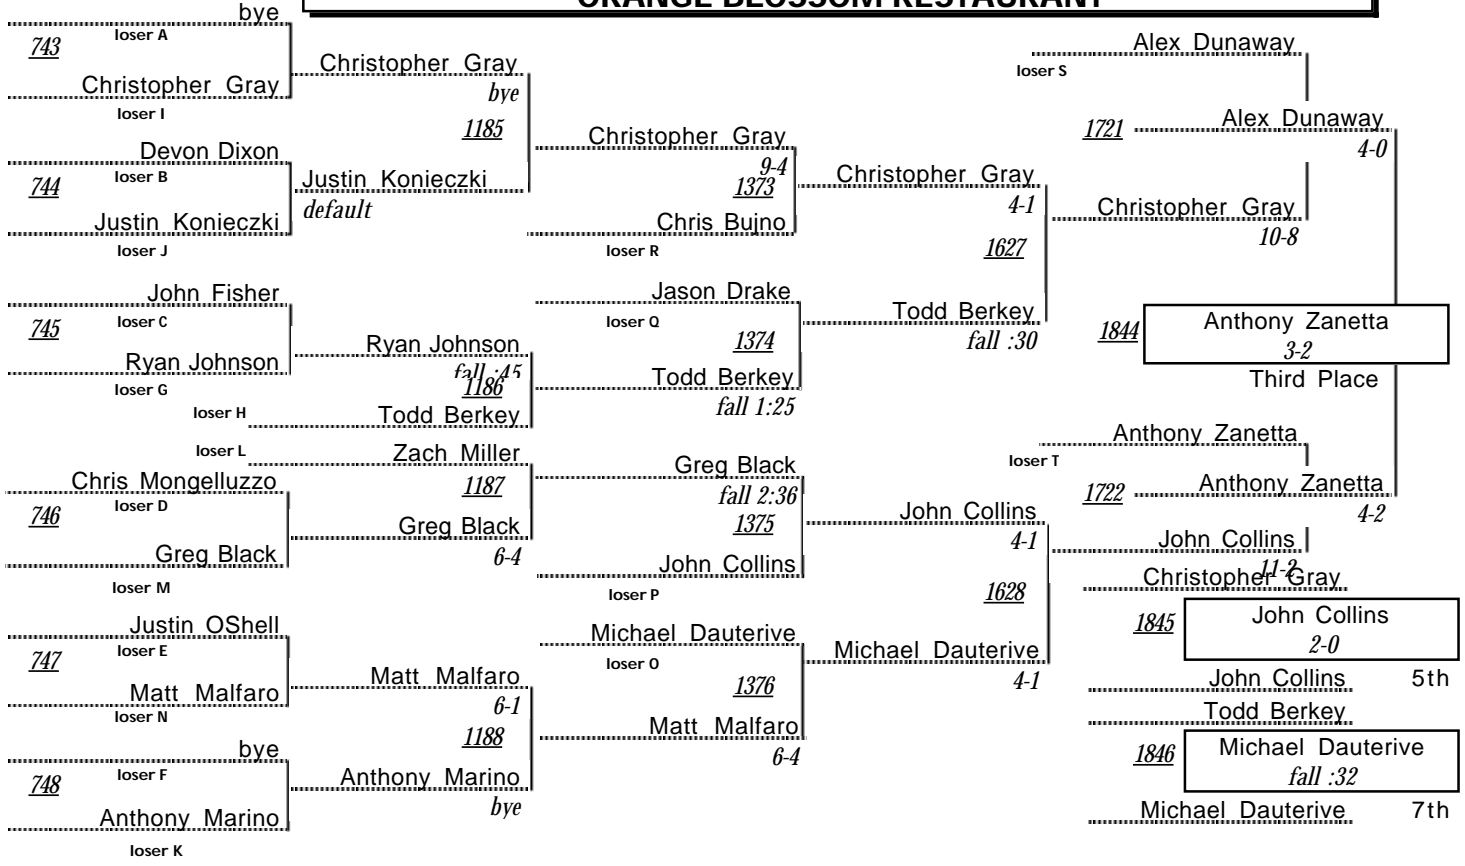 ORANGE BLOSSOM RESTAURANT
bye
loser A
743
Christopher Gray
loser I
Devon Dixon
loser B
744
Justin Konieczki
loser J
John Fisher
loser C
745
Ryan Johnson
loser G
loser H
loser L
Chris Mongelluzzo
loser D
746
Greg Black
loser M
Justin OShell
loser E
747
Matt Malfaro
loser N
bye
loser F
748
Anthony Marino
loser K
Christopher Gray
bye
1185
Justin Konieczki
default
Ryan Johnson
fall :45
1186
Todd Berkey
Zach Miller
1187
Greg Black
6-4
Matt Malfaro
6-1
1188
Anthony Marino
bye
Christopher Gray
9-4
1373
Chris Bujno
loser R
Jason Drake
loser Q
1374
Todd Berkey
fall 1:25
Greg Black
fall 2:36
1375
John Collins
loser P
Michael Dauterive
loser O
1376
Matt Malfaro
6-4
Christopher Gray
4-1
1627
Todd Berkey
fall :30
John Collins
4-1
1628
Michael Dauterive
4-1
Alex Dunaway
loser S
1721
Alex Dunaway
4-0
Christopher Gray
10-8
1844
Anthony Zanetta
3-2
Third Place
Anthony Zanetta
loser T
1722
Anthony Zanetta
4-2
John Collins
11-2
Christopher Gray
1845
John Collins
2-0
John Collins 5th
Todd Berkey
1846
Michael Dauterive
fall :32
Michael Dauterive 7th